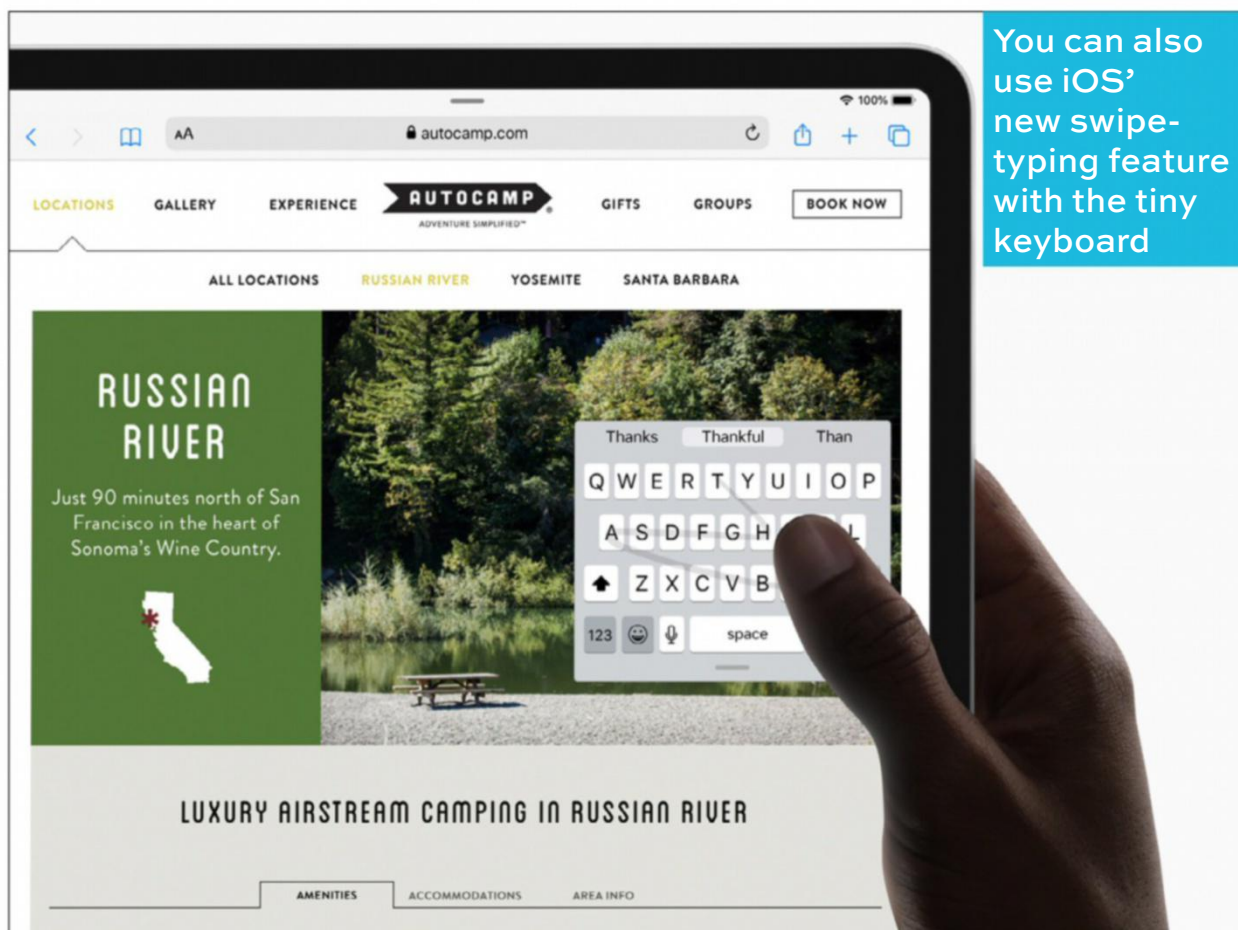 You can also
use iOS’
new swipe-
typing feature
with the tiny
keyboard
100%
AA autocamp.com
LOCATIONS GALLERY EXPERIENCE AUTOCAMP® GIFTS GROUPS BOOK NOW
ADVENTURE SIMPLIFIED™
ALL LOCATIONS RUSSIAN RIVER YOSEMITE SANTA BARBARA
RUSSIAN
RIVER
Just 90 minutes north of San
Francisco in the heart of
Sonoma’s Wine Country.
*
Thanks Thankful Than
Q W E R T Y U I O P
A S D F G H L
Z X C V B
123 space
LUXURY AIRSTREAM CAMPING IN RUSSIAN RIVER
AMENITIES ACCOMMODATIONS AREA INFO